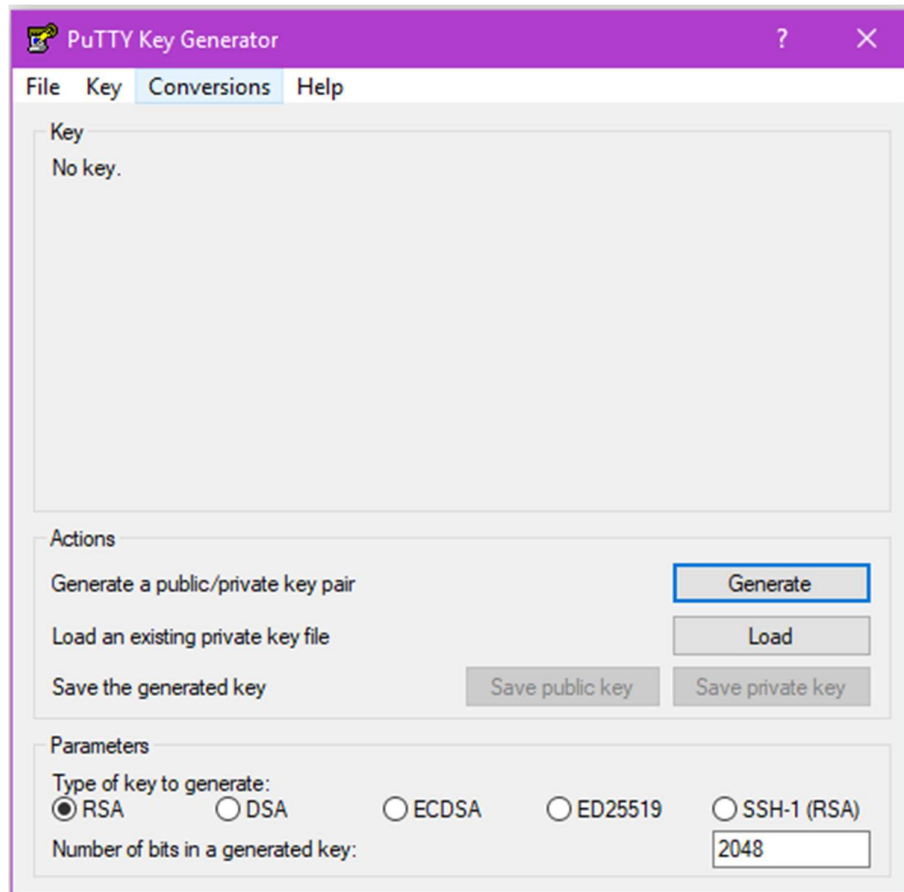 PuTTY Key Generator ?
File Key Conversions Help
Key
No key.
Actions
Generate a public/private key pair Generate
Load an existing private key file Load
Save the generated key Save public key Save private key
Parameters
Type of key to generate:
RSA DSA ECDSA ED25519 SSH-1 (RSA)
Number of bits in a generated key: 2048